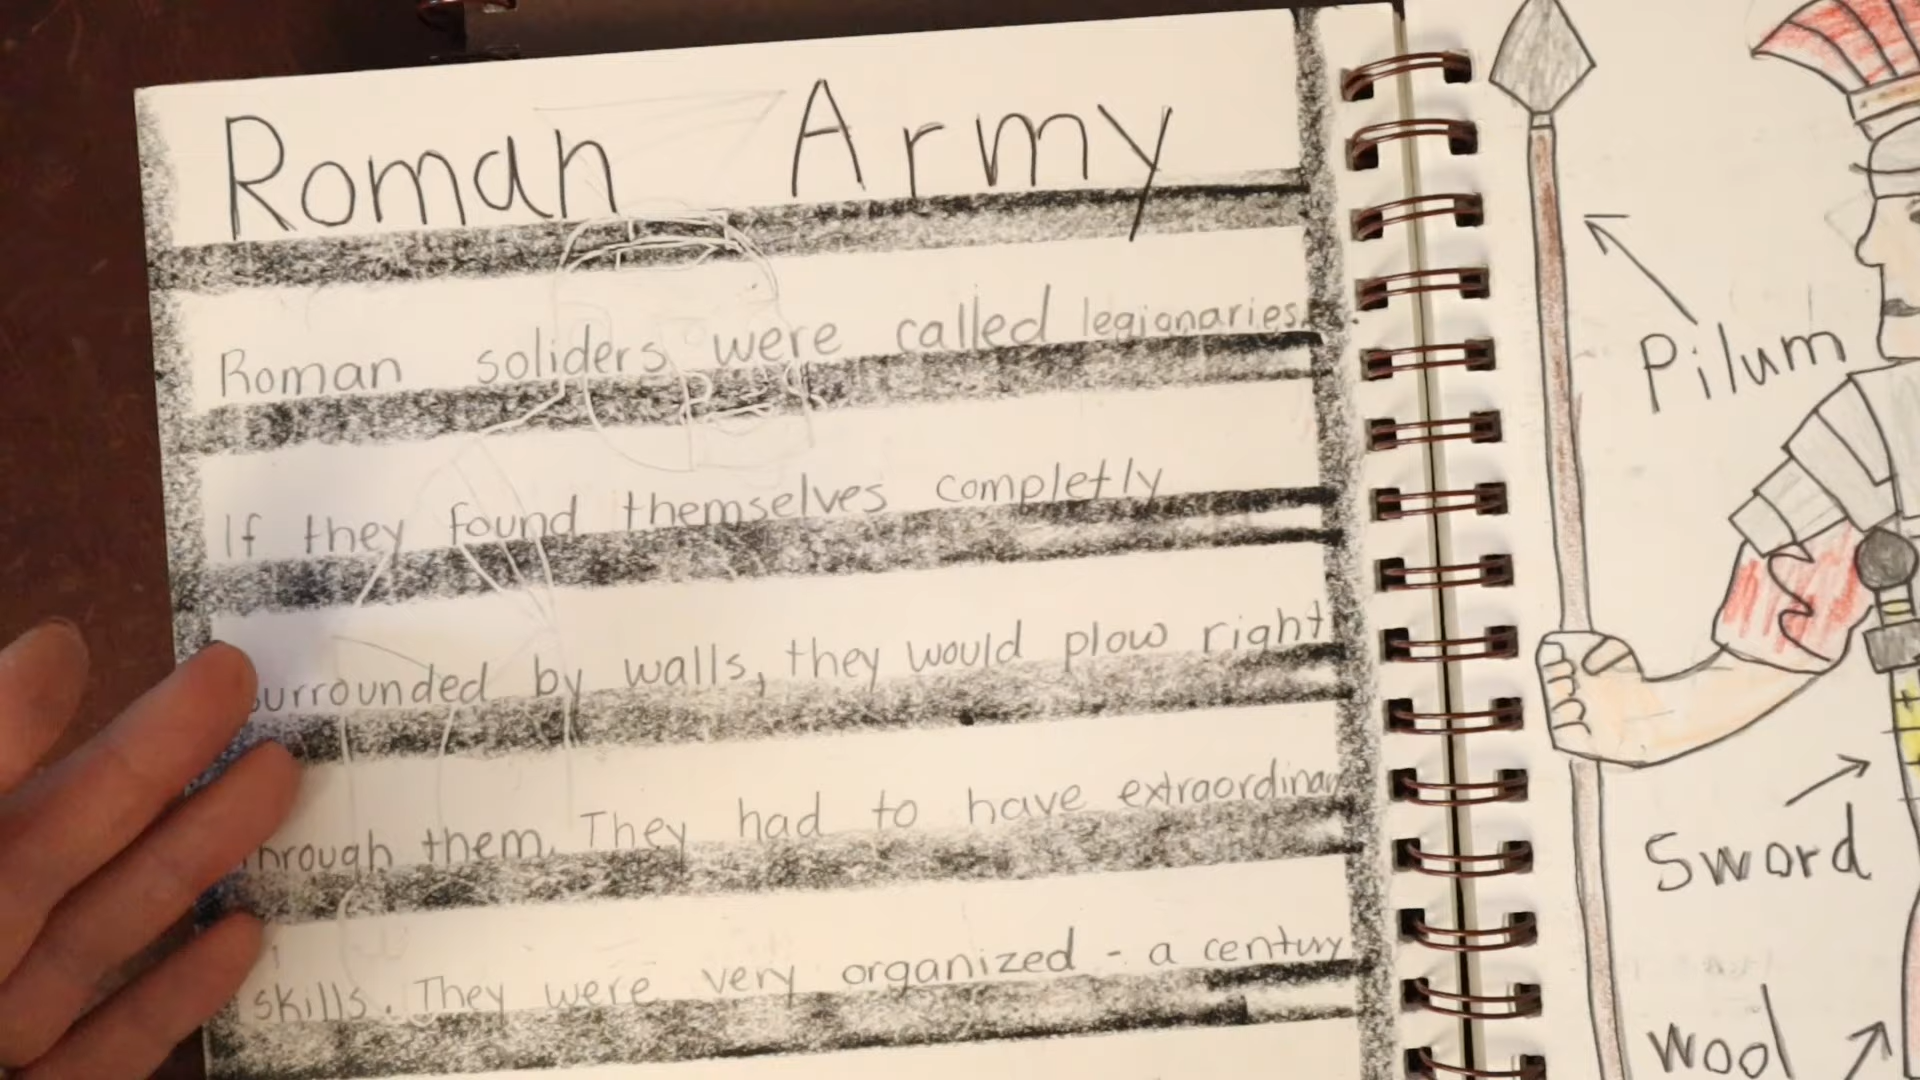 Roman Army
Roman soliders were called legionaries.
If they found themselves completly
surrounded by walls, they would plow right
through them. They had to have extraordinary
skills. They were very organized - a century
Pilum
Sword
wool